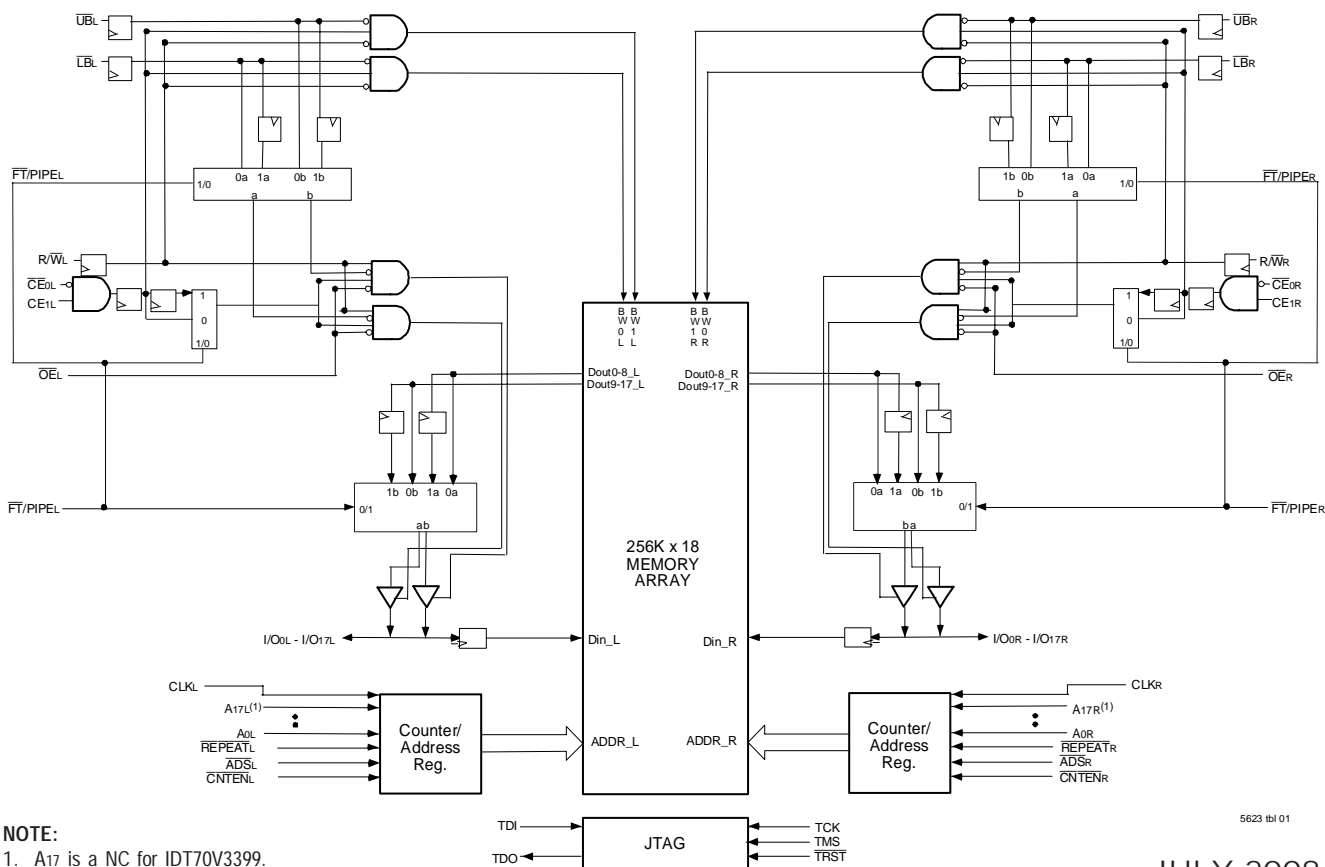 UBL
UBR
LBL
LBR
FT/PIPEL
1/0
0a 1a 0b 1b
a b
1b 0b 1a 0a
b a
1/0
FT/PIPER
R/WL
CE0L
CE1L
1
0
1/0
R/WR
CE0R
CE1R
1
0
1/0
BW0L
BW1L
BW1R
BW0R
OEL
OER
Dout0-8_L
Dout9-17_L
Dout0-8_R
Dout9-17_R
1b 0b 1a 0a
0a 1a 0b 1b
FT/PIPEL
0/1
ab
ba
0/1
FT/PIPER
256K x 18
MEMORY
ARRAY
I/O0L - I/O17L
Din_L
Din_R
I/O0R - I/O17R
CLKL
A17L(1)
A0L
REPEATL
ADSL
CNTENL
Counter/
Address
Reg.
ADDR_L
ADDR_R
Counter/
Address
Reg.
CLKR
A17R(1)
A0R
REPEATR
ADSR
CNTENR
5623 tbl 01
NOTE:
1. A17 is a NC for IDT70V3399.
TDI
TDO
JTAG
TCK
TMS
TRST